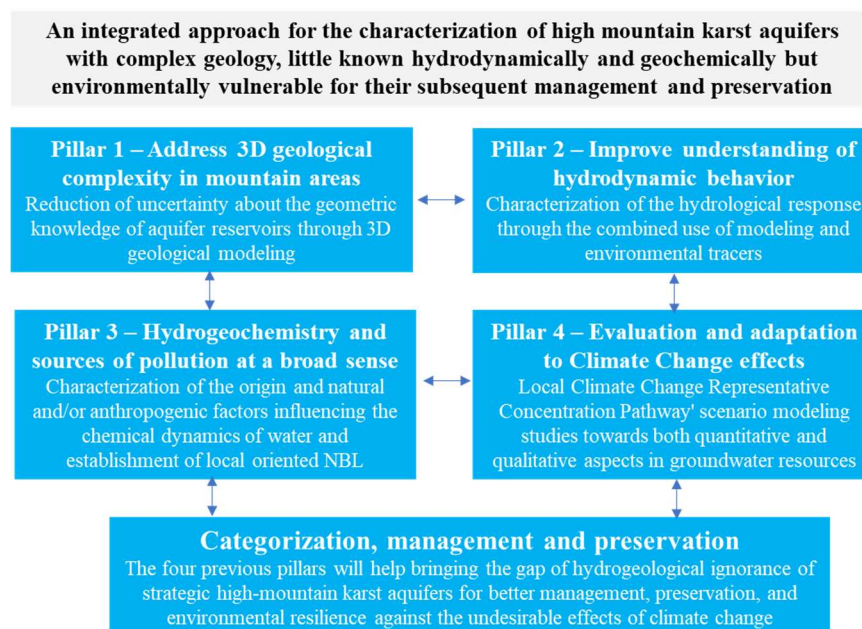 An integrated approach for the characterization of high mountain karst aquifers
with complex geology, little known hydrodynamically and geochemically but
environmentally vulnerable for their subsequent management and preservation
Pillar 1 – Address 3D geological
complexity in mountain areas
Reduction of uncertainty about the geometric
knowledge of aquifer reservoirs through 3D
geological modeling
Pillar 2 – Improve understanding of
hydrodynamic behavior
Characterization of the hydrological response
through the combined use of modeling and
environmental tracers
Pillar 3 – Hydrogeochemistry and
sources of pollution at a broad sense
Characterization of the origin and natural
and/or anthropogenic factors influencing the
chemical dynamics of water and
establishment of local oriented NBL
Pillar 4 – Evaluation and adaptation
to Climate Change effects
Local Climate Change Representative
Concentration Pathway' scenario modeling
studies towards both quantitative and
qualitative aspects in groundwater resources
Categorization, management and preservation
The four previous pillars will help bringing the gap of hydrogeological ignorance of
strategic high-mountain karst aquifers for better management, preservation, and
environmental resilience against the undesirable effects of climate change